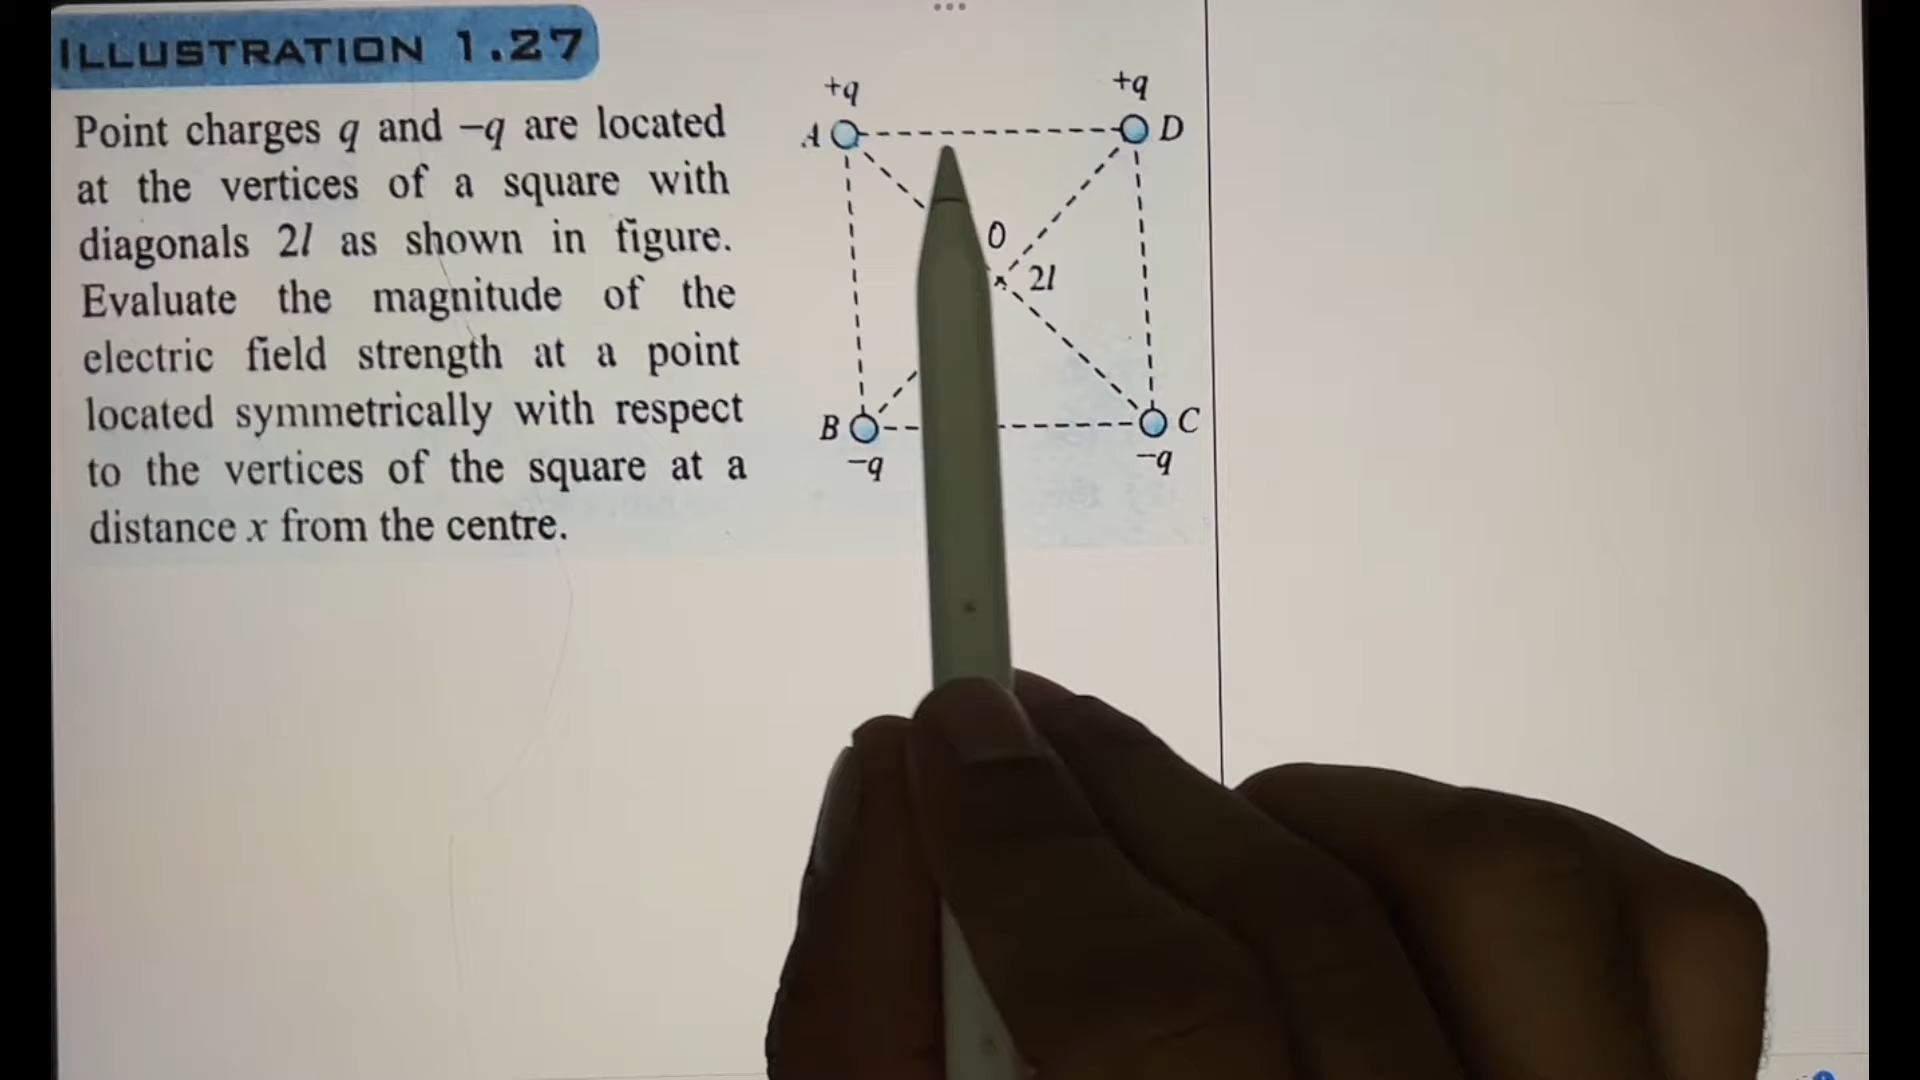 ILLUSTRATION 1.27
Point charges q and –q are located
at the vertices of a square with
diagonals 2l as shown in figure.
Evaluate the magnitude of the
electric field strength at a point
located symmetrically with respect
to the vertices of the square at a
distance x from the centre.
+q +q
A D
O
2l
B C
–q –q